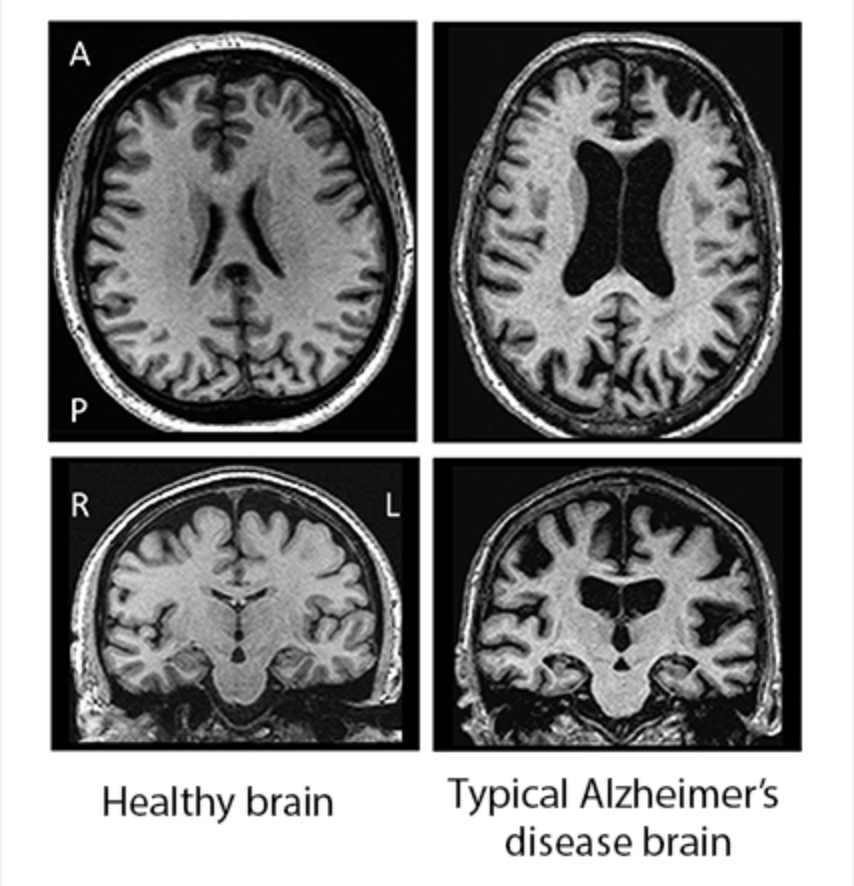 A
P
R L
Healthy brain
Typical Alzheimer's
disease brain